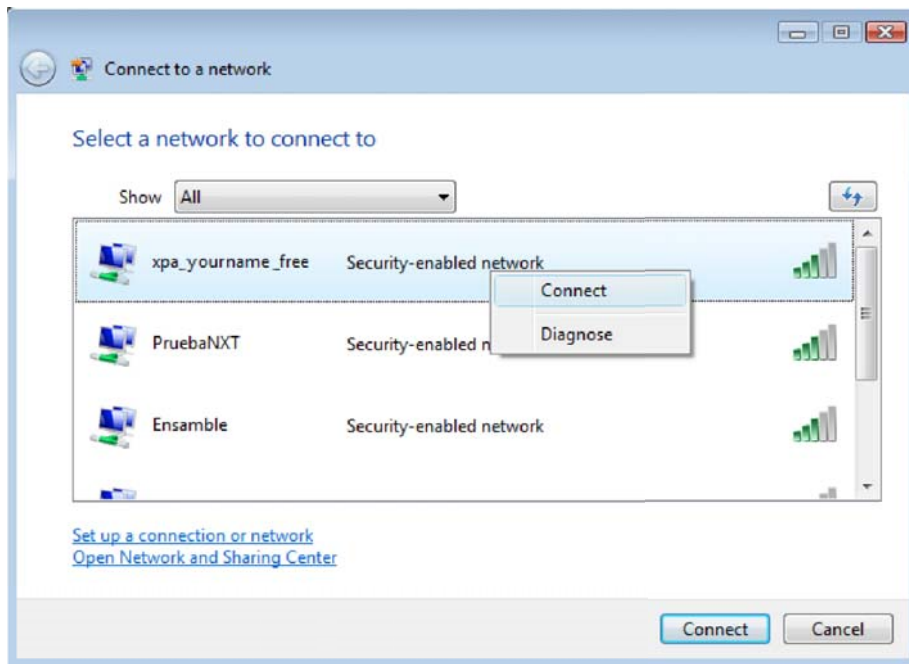 Connect to a network
Select a network to connect to
Show All
xpa_yourname_free Security-enabled network
Connect
Diagnose
PruebaNXT Security-enabled n
Ensamble Security-enabled network
Set up a connection or network
Open Network and Sharing Center
Connect Cancel